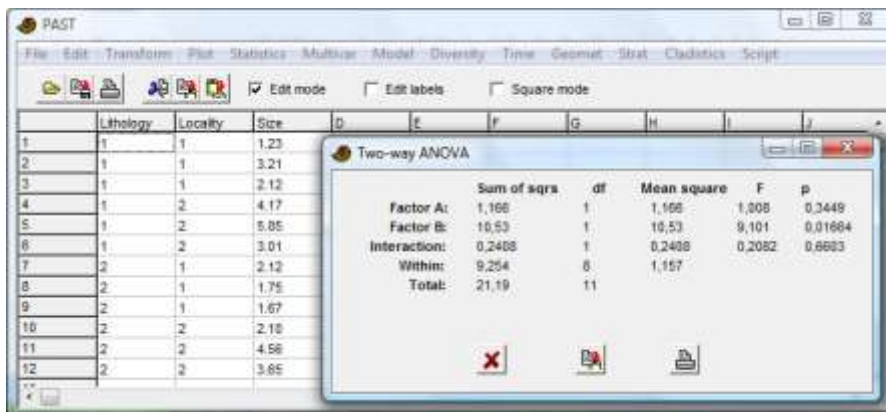 PAST
File Edit Transform Plot Statistics Multivar Model Diversity Time Geomet Strat Cladistics Script
Edit mode Edit labels Square mode
Lithology Locality Size D E F G H I J
1 1 1 1.23
2 1 1 3.21
3 1 1 2.12
4 1 2 4.17
5 1 2 5.85
6 1 2 3.01
7 2 1 2.12
8 2 1 1.75
9 2 1 1.67
10 2 2 2.10
11 2 2 4.56
12 2 2 3.65
Two-way ANOVA
Sum of sqrs df Mean square F p
Factor A: 1,166 1 1,166 1,008 0,3449
Factor B: 10,53 1 10,53 9,101 0,01664
Interaction: 0,2408 1 0,2408 0,2082 0,6603
Within: 9,254 8 1,157
Total: 21,19 11